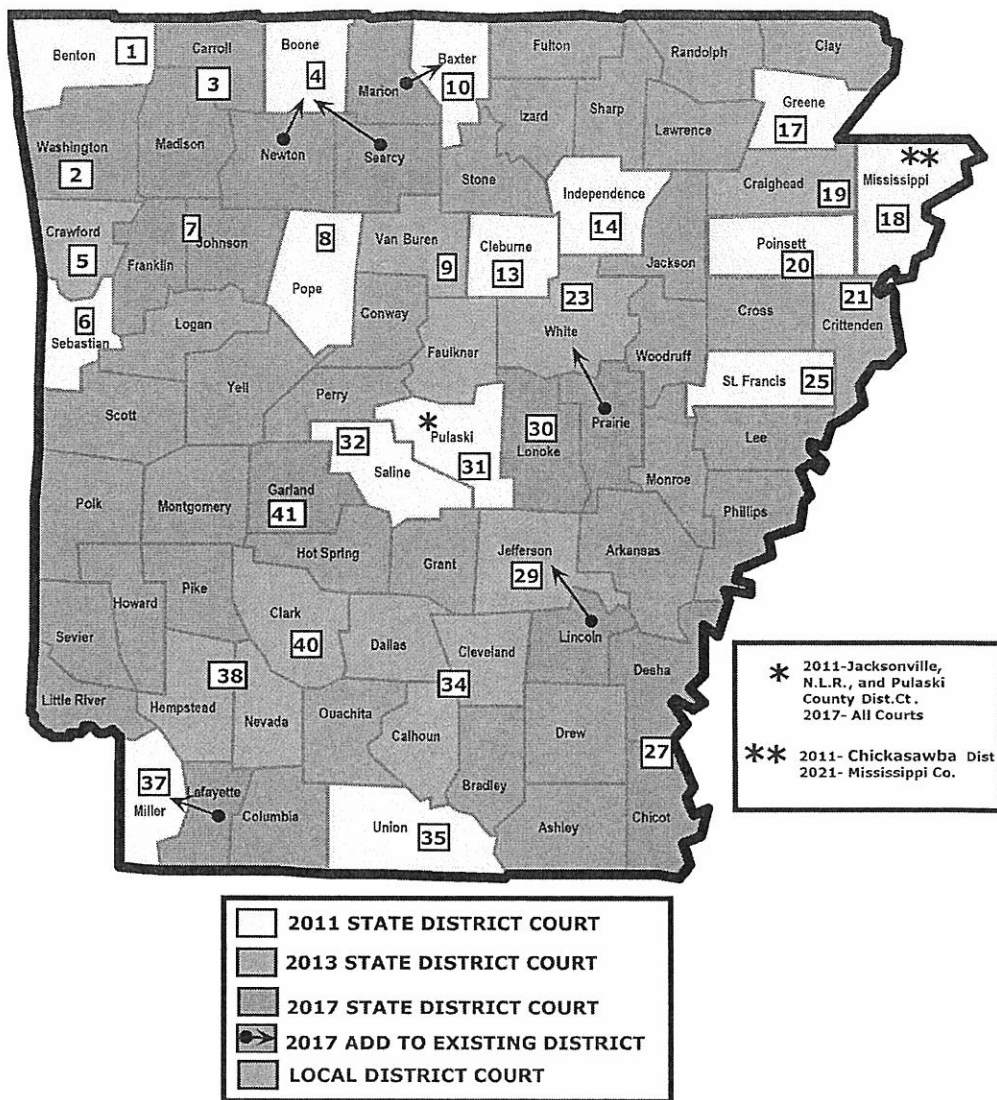 Benton
1
Carroll
3
Boone
4
Marion
Baxter
10
Fulton
Randolph
Clay
Greene
17
Washington
2
Madison
Newton
Searcy
Izard
Sharp
Lawrence
Stone
Independence
14
Craighead
19
**
Mississippi
18
Crawford
5
Franklin
7
Johnson
8
Pope
Van Buren
9
Cleburne
13
Jackson
Poinsett
20
6
Sebastian
Logan
Conway
23
White
Cross
21
Crittenden
Faulkner
Woodruff
Scott
Yell
Perry
St. Francis
25
32
Saline
*
Pulaski
31
30
Lonoke
Prairie
Lee
Monroe
Polk
Montgomery
Garland
41
Phillips
Hot Spring
Grant
Jefferson
29
Arkansas
Howard
Pike
Clark
40
Dallas
Cleveland
34
Lincoln
Desha
Sevier
Little River
38
Hempstead
Nevada
Ouachita
Calhoun
Bradley
Drew
27
Chicot
37
Miller
Lafayette
Columbia
Union
35
Ashley
*
2011-Jacksonville,
N.L.R., and Pulaski
County Dist.Ct.
2017- All Courts
**
2011- Chickasawba Dist
2021- Mississippi Co.
2011 STATE DISTRICT COURT
2013 STATE DISTRICT COURT
2017 STATE DISTRICT COURT
2017 ADD TO EXISTING DISTRICT
LOCAL DISTRICT COURT